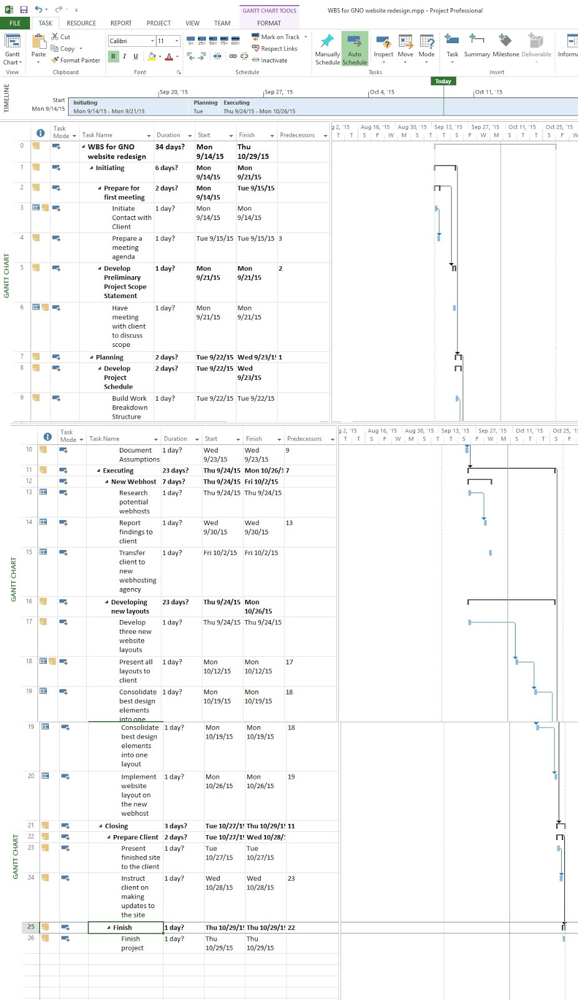 GANTT CHART TOOLS
WBS for GNO website redesign.mpp - Project Professional
FILE TASK RESOURCE REPORT PROJECT VIEW TEAM FORMAT
Gantt Chart
View
Paste
Cut
Copy
Format Painter
Clipboard
Calibri 11
B I U A
Font
0% 25% 50% 75% 100%
Mark on Track
Respect Links
Inactivate
Schedule
Manually Schedule
Auto Schedule
Inspect Move Mode
Tasks
Task Summary Milestone Deliverable
Insert
Informa
Today
TIMELINE
Sep 20, '15 Sep 27, '15 Oct 4, '15 Oct 11, '15
Start
Mon 9/14/15
Initiating
Mon 9/14/15 - Mon 9/21/15
Planning
Tue
Executing
Thu 9/24/15 - Mon 10/26/15
GANTT CHART
Task Mode Task Name Duration Start Finish Predecessors
g 2, '15 Aug 16, '15 Aug 30, '15 Sep 13, '15 Sep 27, '15 Oct 11, '15 Oct 25, '15
T T S M W F S T T S M S T F W
0 WBS for GNO website redesign 34 days? Mon 9/14/15 Thu 10/29/15
1 Initiating 6 days? Mon 9/14/15 Mon 9/21/15
2 Prepare for first meeting 2 days? Mon 9/14/15 Tue 9/15/15
3 Initiate Contact with Client 1 day? Mon 9/14/15 Mon 9/14/15
4 Prepare a meeting agenda 1 day? Tue 9/15/15 Tue 9/15/15 3
5 Develop Preliminary Project Scope Statement 1 day? Mon 9/21/15 Mon 9/21/15 2
6 Have meeting with client to discuss scope 1 day? Mon 9/21/15 Mon 9/21/15
7 Planning 2 days? Tue 9/22/15 Wed 9/23/1 1
8 Develop Project Schedule 2 days? Tue 9/22/15 Wed 9/23/15
9 Build Work Breakdown Structure 1 day? Tue 9/22/15 Tue 9/22/15
GANTT CHART
Task Mode Task Name Duration Start Finish Predecessors
g 2, '15 Aug 16, '15 Aug 30, '15 Sep 13, '15 Sep 27, '15 Oct 11, '15 Oct 25, '15
T T S M W F S T T S M W T F S F
10 Document Assumptions 1 day? Wed 9/23/15 Wed 9/23/15 9
11 Executing 23 days? Thu 9/24/15 Mon 10/26/1 7
12 New Webhost 7 days? Thu 9/24/15 Fri 10/2/15
13 Research potential webhosts 1 day? Thu 9/24/15 Thu 9/24/15
14 Report findings to client 1 day? Wed 9/30/15 Wed 9/30/15 13
15 Transfer client to new webhosting agency 1 day? Fri 10/2/15 Fri 10/2/15
16 Developing new layouts 23 days? Thu 9/24/15 Mon 10/26/15
17 Develop three new website layouts 1 day? Thu 9/24/15 Thu 9/24/15
18 Present all layouts to client 1 day? Mon 10/12/15 Mon 10/12/15 17
19 Consolidate best design elements into one 1 day? Mon 10/19/15 Mon 10/19/15 18
GANTT CHART
19 Consolidate best design elements into one layout 1 day? Mon 10/19/15 Mon 10/19/15 18
20 Implement website layout on the new webhost 1 day? Mon 10/26/15 Mon 10/26/15 19
21 Closing 3 days? Tue 10/27/1 Thu 10/29/1 11
22 Prepare Client 2 days? Tue 10/27/1 Wed 10/28/
23 Present finished site to the client 1 day? Tue 10/27/15 Tue 10/27/15
24 Instruct client on making updates to the site 1 day? Wed 10/28/15 Wed 10/28/15 23
25 Finish 1 day? Thu 10/29/1 Thu 10/29/1 22
26 Finish project 1 day? Thu 10/29/15 Thu 10/29/15